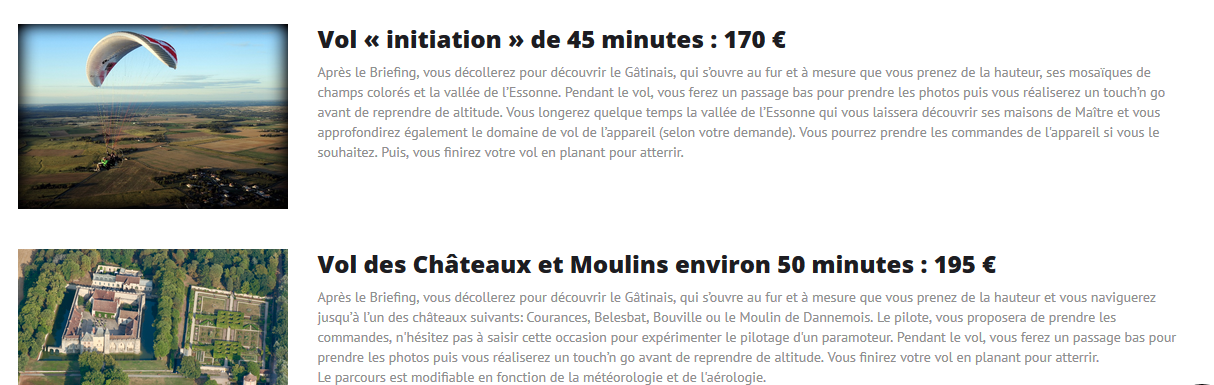 Vol « initiation » de 45 minutes : 170 €
Après le Briefing, vous décollerez pour découvrir le Gâtinais, qui s'ouvre au fur et à mesure que vous prenez de la hauteur, ses mosaïques de
champs colorés et la vallée de l'Essonne. Pendant le vol, vous ferez un passage bas pour prendre les photos puis vous réaliserez un touch'n go
avant de reprendre de altitude. Vous longerez quelque temps la vallée de l'Essonne qui vous laissera découvrir ses maisons de Maître et vous
approfondirez également le domaine de vol de l'appareil (selon votre demande). Vous pourrez prendre les commandes de l'appareil si vous le
souhaitez. Puis, vous finirez votre vol en planant pour atterrir.
Vol des Châteaux et Moulins environ 50 minutes : 195 €
Après le Briefing, vous décollerez pour découvrir le Gâtinais, qui s'ouvre au fur et à mesure que vous prenez de la hauteur et vous naviguerez
jusqu'à l'un des châteaux suivants: Courances, Belesbat, Bouville ou le Moulin de Dannemois. Le pilote, vous proposera de prendre les
commandes, n'hésitez pas à saisir cette occasion pour expérimenter le pilotage d'un paramoteur. Pendant le vol, vous ferez un passage bas pour
prendre les photos puis vous réaliserez un touch'n go avant de reprendre de altitude. Vous finirez votre vol en planant pour atterrir.
Le parcours est modifiable en fonction de la météorologie et de l'aérologie.